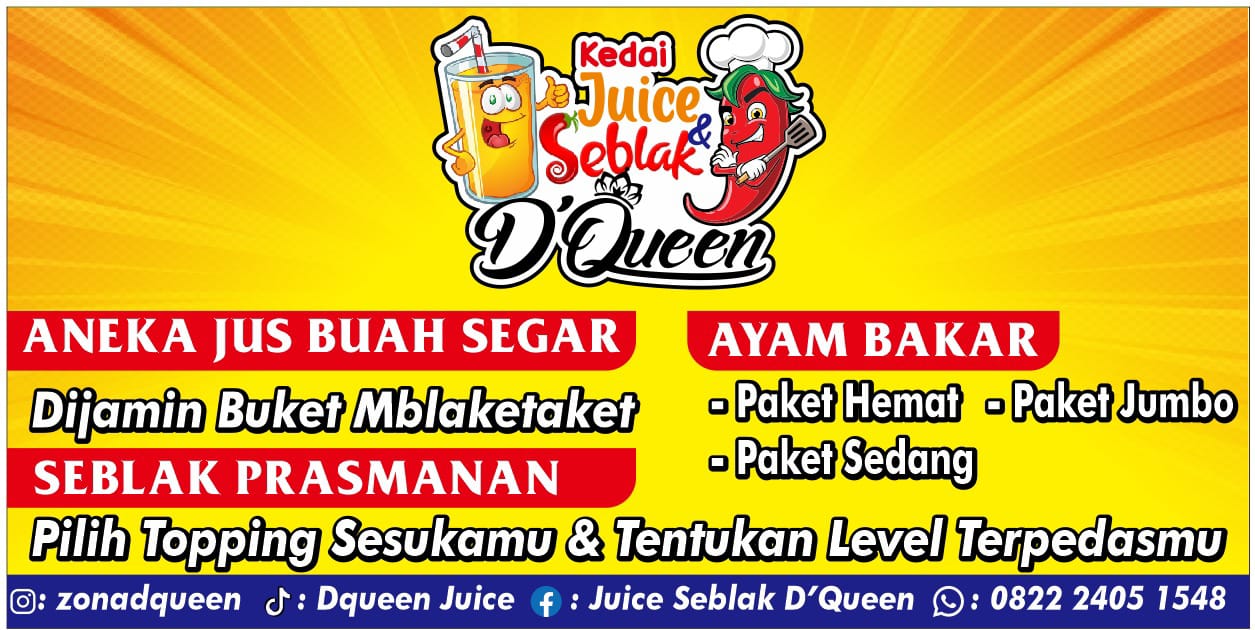 Kedai
Juice
& Seblak
D'Queen
ANEKA JUS BUAH SEGAR
Dijamin Buket Mblaketaket
SEBLAK PRASMANAN
Pilih Topping Sesukamu & Tentukan Level Terpedasmu
AYAM BAKAR
- Paket Hemat - Paket Jumbo
- Paket Sedang
: zonadqueen : Dqueen Juice : Juice Seblak D'Queen : 0822 2405 1548